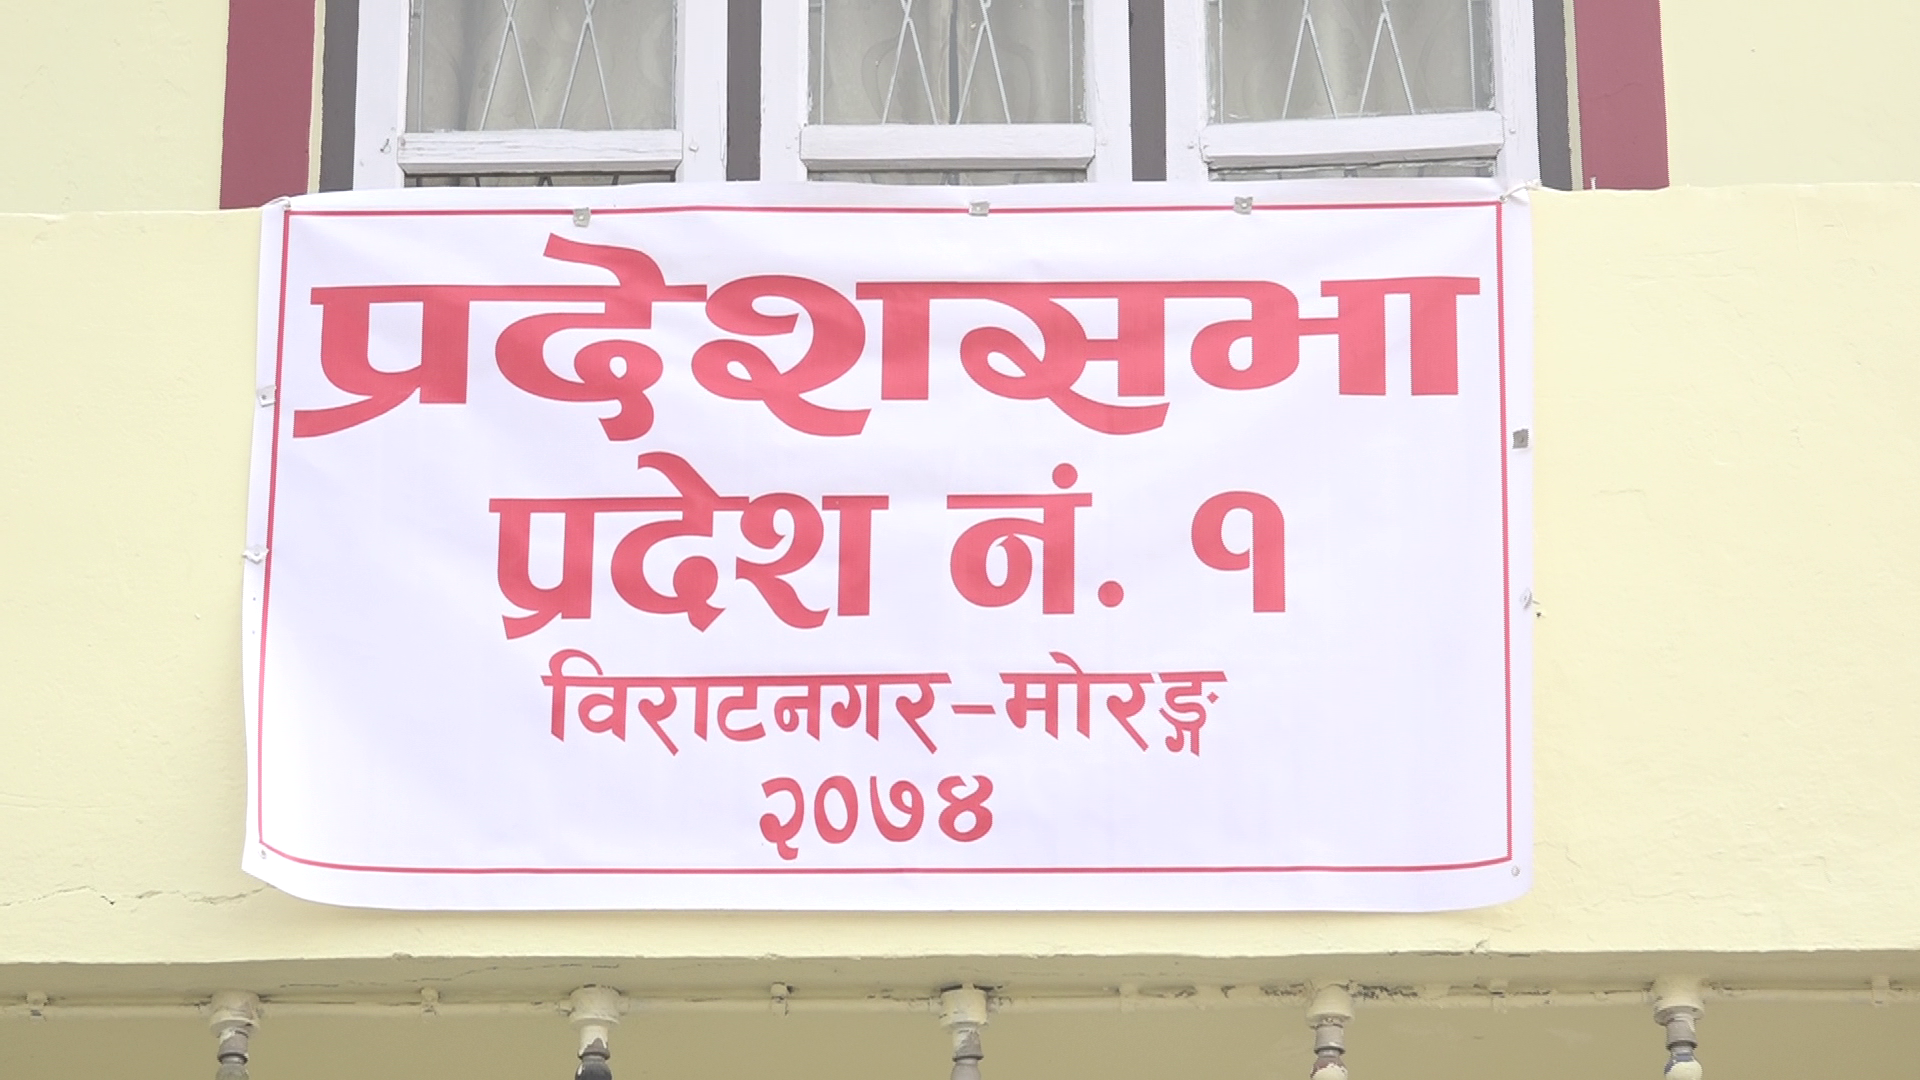 प्रदेशसभा
प्रदेश नं. १
विराटनगर-मोरङ्ग
२०७४